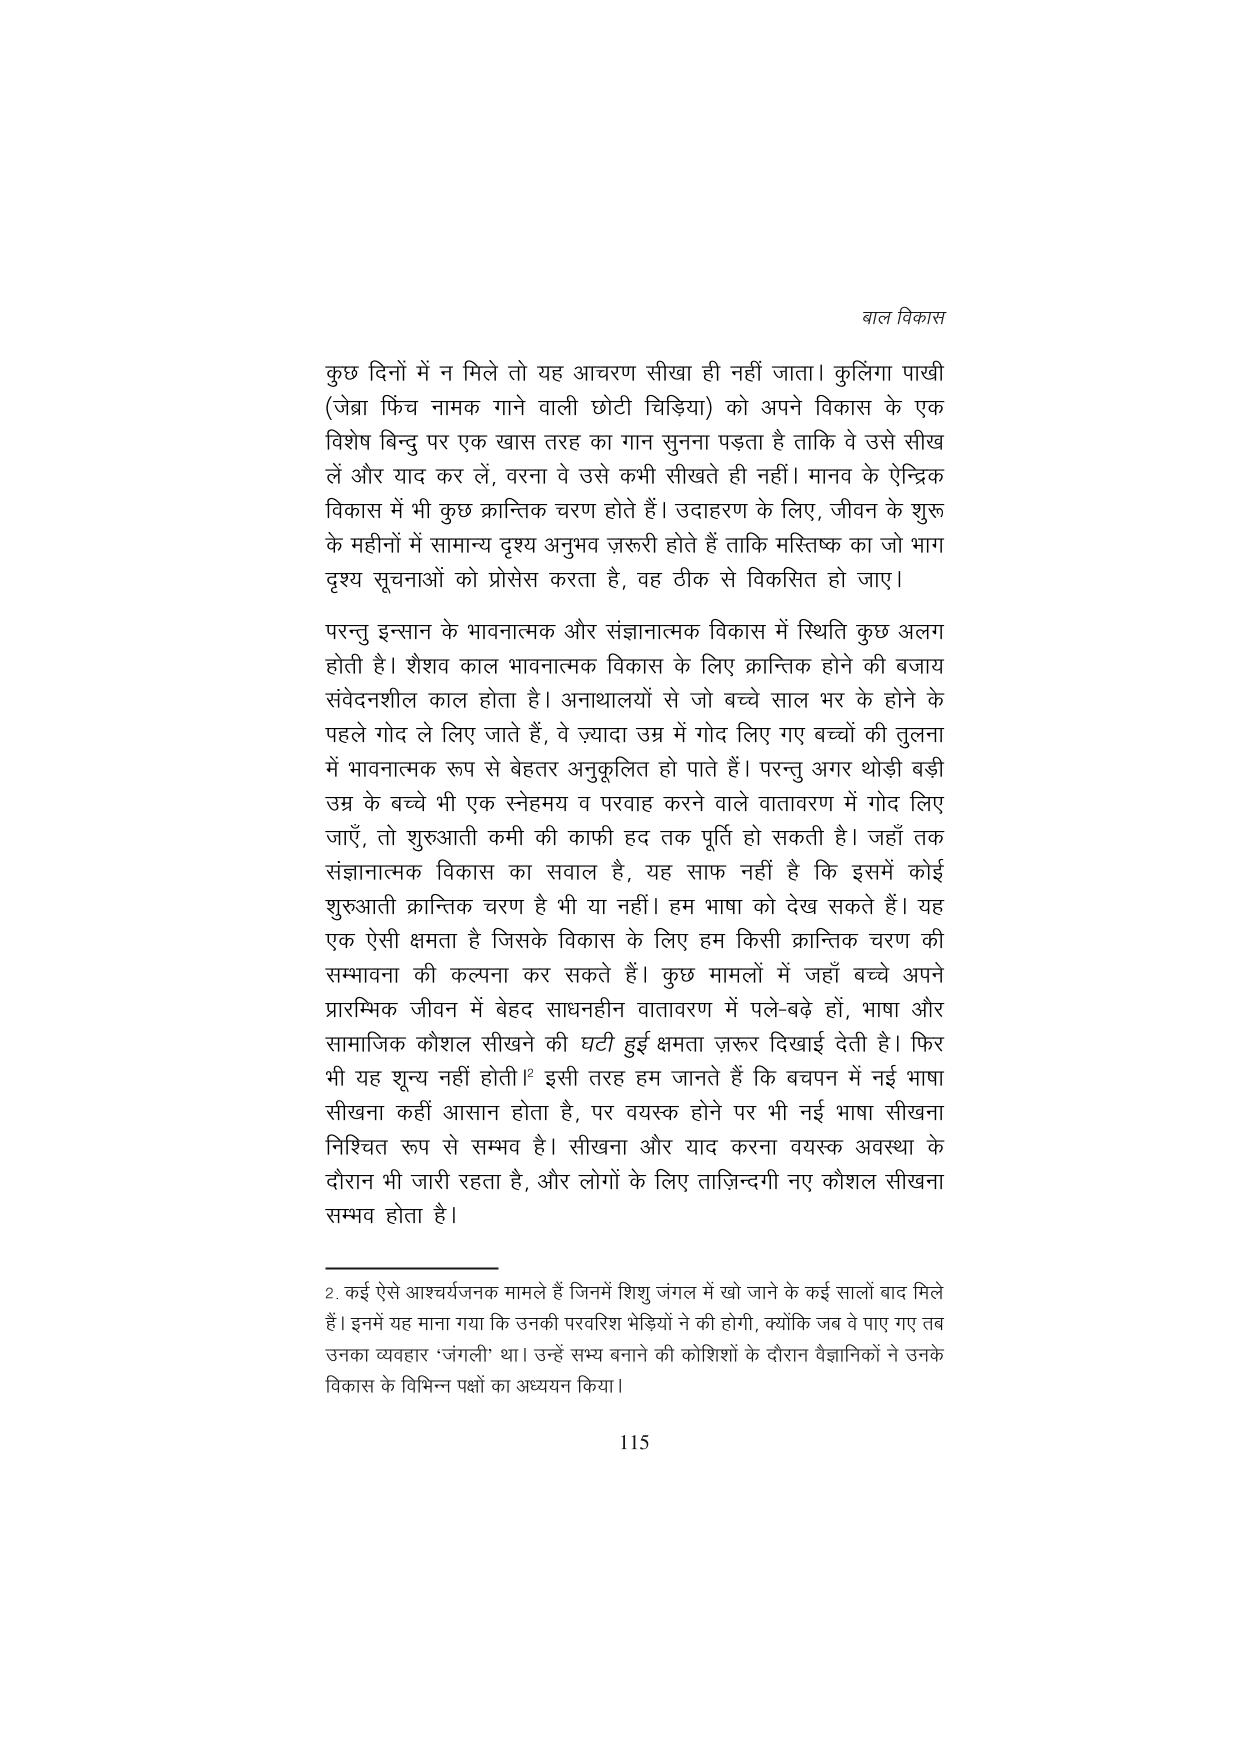 बाल विकास
कुछ दिनों में न मिले तो यह आचरण सीखा ही नहीं जाता। कुलिंगा पाखी
(जेब्रा फिंच नामक गाने वाली छोटी चिड़िया) को अपने विकास के एक
विशेष बिन्दु पर एक खास तरह का गान सुनना पड़ता है ताकि वे उसे सीख
लें और याद कर लें, वरना वे उसे कभी सीखते ही नहीं। मानव के ऐन्द्रिक
विकास में भी कुछ क्रान्तिक चरण होते हैं। उदाहरण के लिए, जीवन के शुरू
के महीनों में सामान्य दृश्य अनुभव ज़रूरी होते हैं ताकि मस्तिष्क का जो भाग
दृश्य सूचनाओं को प्रोसेस करता है, वह ठीक से विकसित हो जाए।
परन्तु इन्सान के भावनात्मक और संज्ञानात्मक विकास में स्थिति कुछ अलग
होती है। शैशव काल भावनात्मक विकास के लिए क्रान्तिक होने की बजाय
संवेदनशील काल होता है। अनाथालयों से जो बच्चे साल भर के होने के
पहले गोद ले लिए जाते हैं, वे ज़्यादा उम्र में गोद लिए गए बच्चों की तुलना
में भावनात्मक रूप से बेहतर अनुकूलित हो पाते हैं। परन्तु अगर थोड़ी बड़ी
उम्र के बच्चे भी एक स्नेहमय व परवाह करने वाले वातावरण में गोद लिए
जाएँ, तो शुरुआती कमी की काफी हद तक पूर्ति हो सकती है। जहाँ तक
संज्ञानात्मक विकास का सवाल है, यह साफ नहीं है कि इसमें कोई
शुरुआती क्रान्तिक चरण है भी या नहीं। हम भाषा को देख सकते हैं। यह
एक ऐसी क्षमता है जिसके विकास के लिए हम किसी क्रान्तिक चरण की
सम्भावना की कल्पना कर सकते हैं। कुछ मामलों में जहाँ बच्चे अपने
प्रारम्भिक जीवन में बेहद साधनहीन वातावरण में पले-बढ़े हों, भाषा और
सामाजिक कौशल सीखने की घटी हुई क्षमता ज़रूर दिखाई देती है। फिर
भी यह शून्य नहीं होती।² इसी तरह हम जानते हैं कि बचपन में नई भाषा
सीखना कहीं आसान होता है, पर वयस्क होने पर भी नई भाषा सीखना
निश्चित रूप से सम्भव है। सीखना और याद करना वयस्क अवस्था के
दौरान भी जारी रहता है, और लोगों के लिए ताज़िन्दगी नए कौशल सीखना
सम्भव होता है।
2. कई ऐसे आश्चर्यजनक मामले हैं जिनमें शिशु जंगल में खो जाने के कई सालों बाद मिले
हैं। इनमें यह माना गया कि उनकी परवरिश भेड़ियों ने की होगी, क्योंकि जब वे पाए गए तब
उनका व्यवहार ‘जंगली’ था। उन्हें सभ्य बनाने की कोशिशों के दौरान वैज्ञानिकों ने उनके
विकास के विभिन्न पक्षों का अध्ययन किया।
115